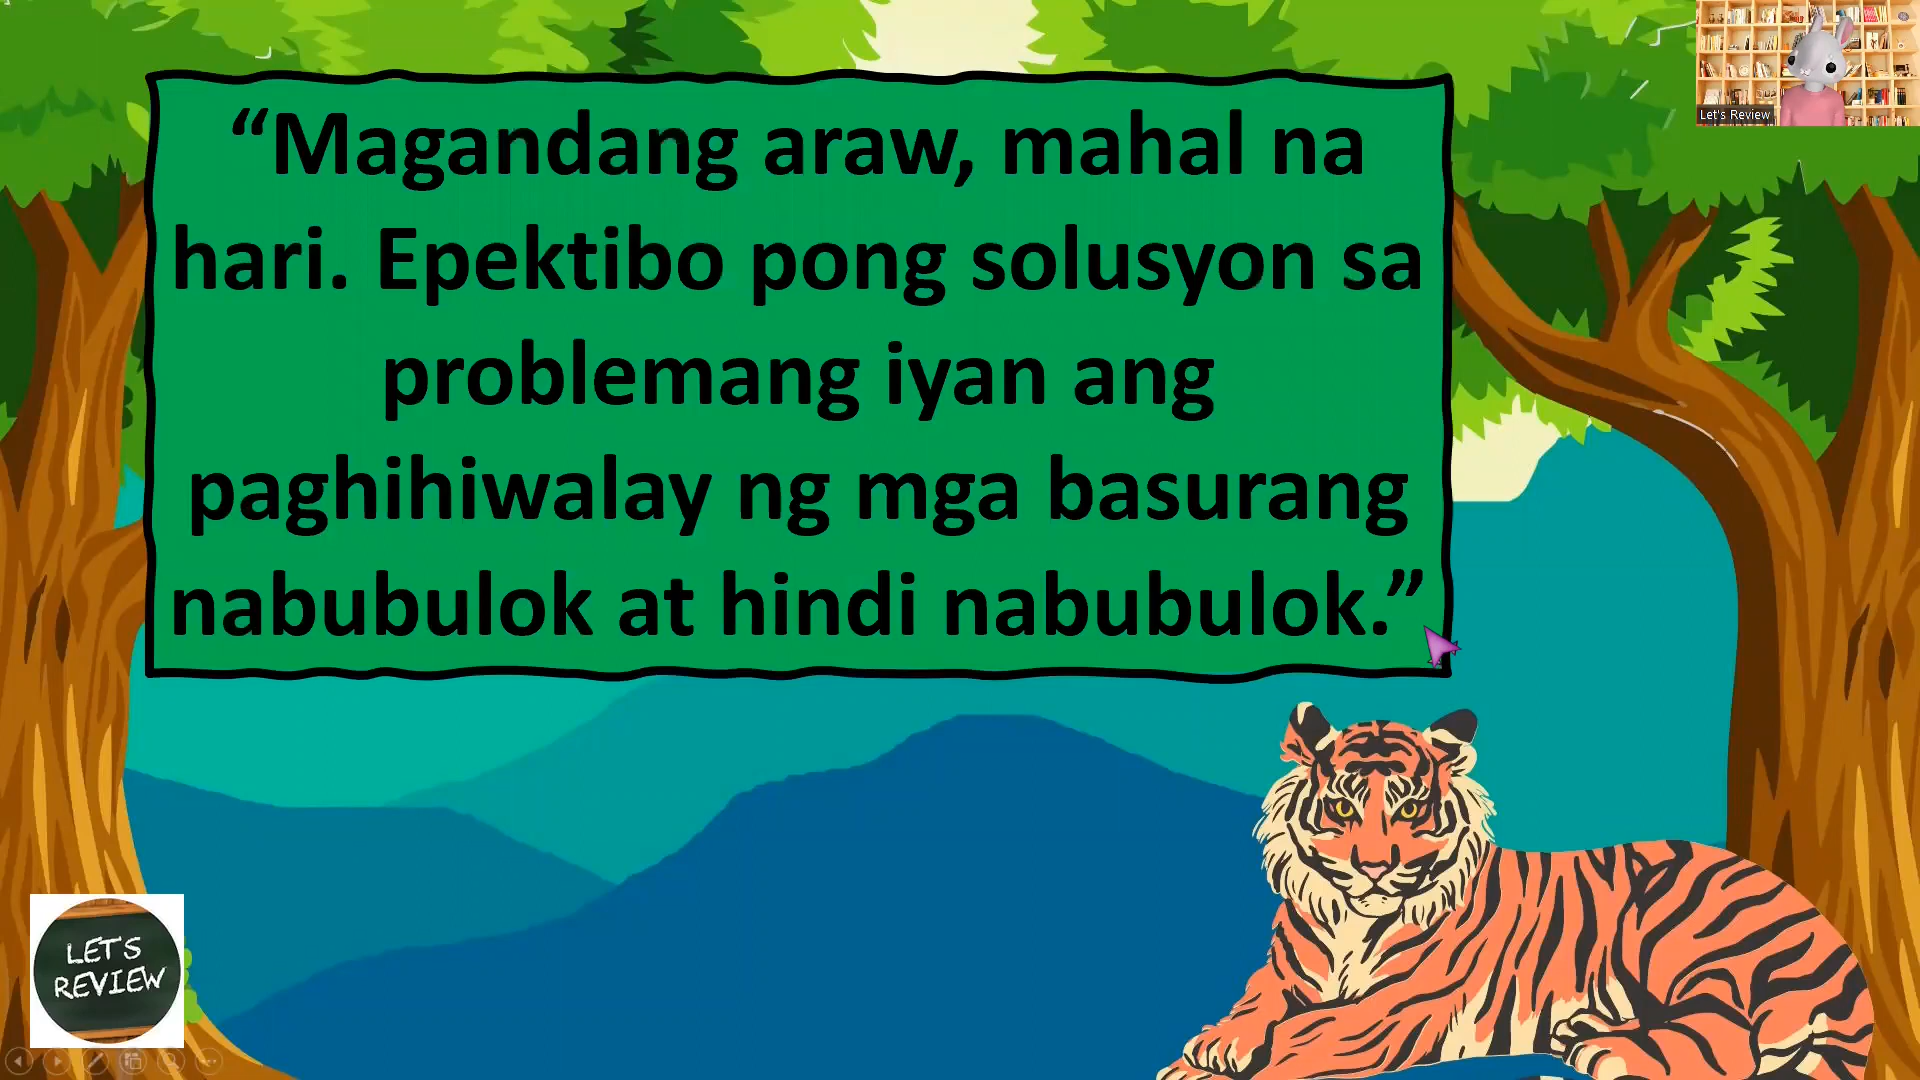 Let's Review
“Magandang araw, mahal na
hari. Epektibo pong solusyon sa
problemang iyan ang
paghihiwalay ng mga basurang
nabubulok at hindi nabubulok.”
LET'S
REVIEW